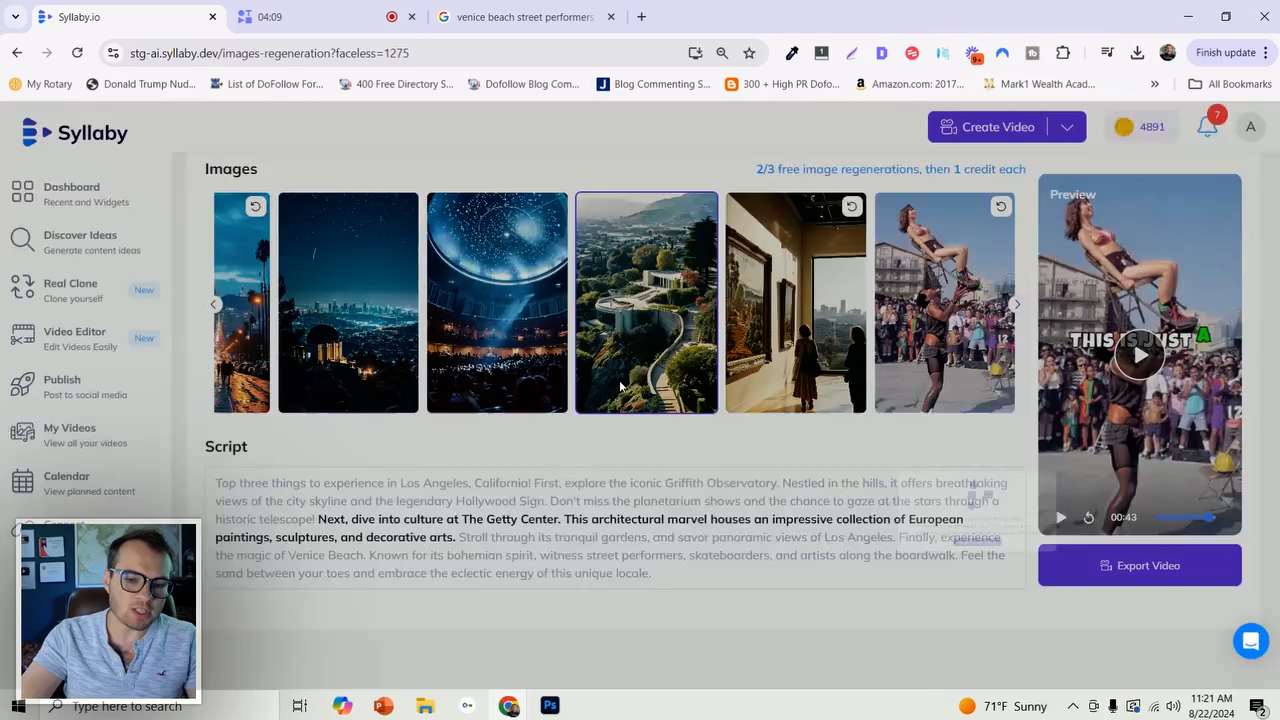 Syllaby.io
04:09
venice beach street performers
stg-ai.syllaby.dev/images-regeneration?faceless=1275
9+
Finish update
My Rotary
Donald Trump Nud...
List of DoFollow For...
400 Free Directory S...
Dofollow Blog Com...
Blog Commenting S...
300 + High PR Dofo...
Amazon.com: 2017...
Mark1 Wealth Acad...
All Bookmarks
Syllaby
Create Video
4891
7
A
Dashboard
Recent and Widgets
Discover Ideas
Generate content ideas
Real Clone
Clone yourself
New
Video Editor
Edit Videos Easily
New
Publish
Post to social media
My Videos
View all your videos
Calendar
View planned content
Images
2/3 free image regenerations, then 1 credit each
Script
Top three things to experience in Los Angeles, California! First, explore the iconic Griffith Observatory. Nestled in the hills, it offers breathtaking
views of the city skyline and the legendary Hollywood Sign. Don't miss the planetarium shows and the chance to gaze at the stars through a
historic telescope! Next, dive into culture at The Getty Center. This architectural marvel houses an impressive collection of European
paintings, sculptures, and decorative arts. Stroll through its tranquil gardens, and savor panoramic views of Los Angeles. Finally, experience
the magic of Venice Beach. Known for its bohemian spirit, witness street performers, skateboarders, and artists along the boardwalk. Feel the
sand between your toes and embrace the eclectic energy of this unique locale.
Preview
THIS IS JUST A
00:43
Export Video
Type here to search
Ps
71°F Sunny
11:21 AM
8/22/2024
2